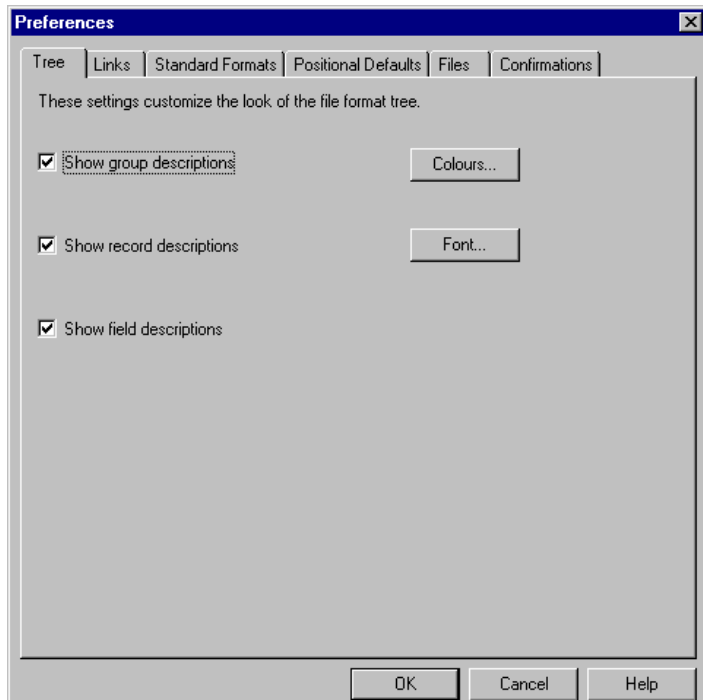 Preferences
Tree Links Standard Formats Positional Defaults Files Confirmations
These settings customize the look of the file format tree.
Show group descriptions Colours...
Show record descriptions Font...
Show field descriptions
OK Cancel Help